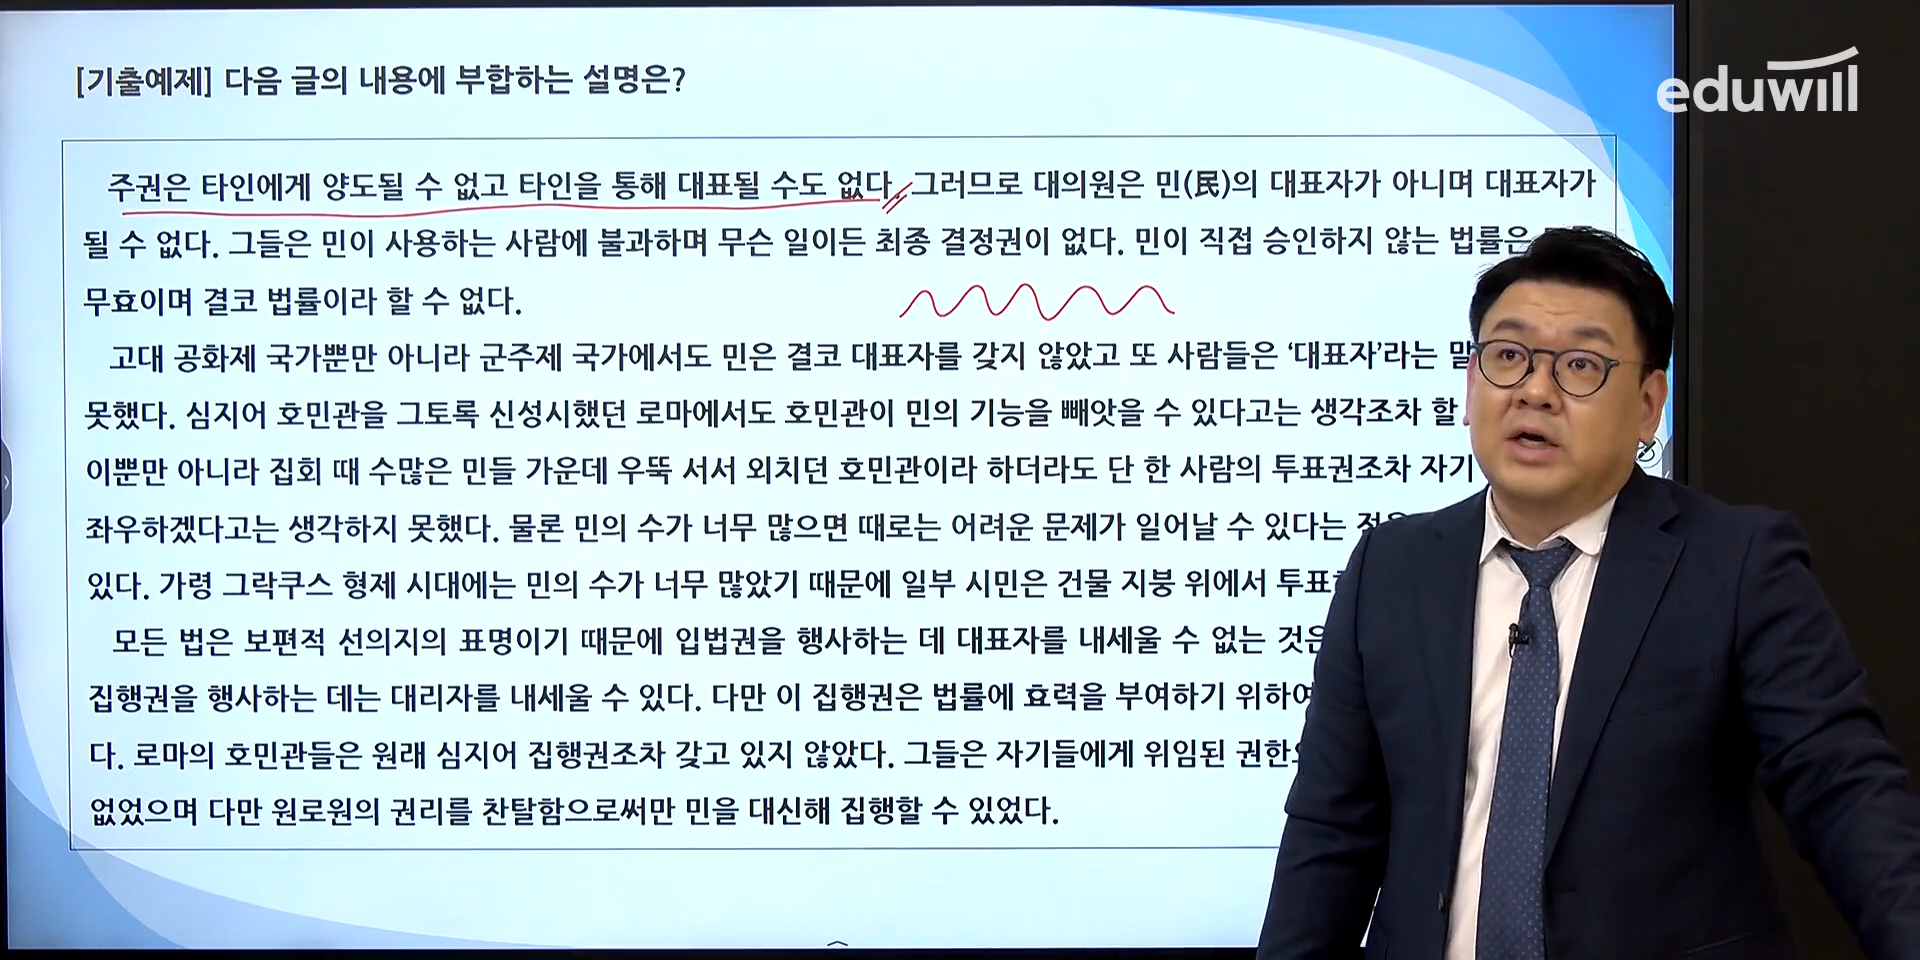 [기출예제] 다음 글의 내용에 부합하는 설명은?
eduwill
주권은 타인에게 양도될 수 없고 타인을 통해 대표될 수도 없다. 그러므로 대의원은 민(民)의 대표자가 아니며 대표자가
될 수 없다. 그들은 민이 사용하는 사람에 불과하며 무슨 일이든 최종 결정권이 없다. 민이 직접 승인하지 않는 법률은
무효이며 결코 법률이라 할 수 없다.
고대 공화제 국가뿐만 아니라 군주제 국가에서도 민은 결코 대표자를 갖지 않았고 또 사람들은 ‘대표자’라는 말
못했다. 심지어 호민관을 그토록 신성시했던 로마에서도 호민관이 민의 기능을 빼앗을 수 있다고는 생각조차 할
이뿐만 아니라 집회 때 수많은 민들 가운데 우뚝 서서 외치던 호민관이라 하더라도 단 한 사람의 투표권조차 자기
좌우하겠다고는 생각하지 못했다. 물론 민의 수가 너무 많으면 때로는 어려운 문제가 일어날 수 있다는
있다. 가령 그락쿠스 형제 시대에는 민의 수가 너무 많았기 때문에 일부 시민은 건물 지붕 위에서
모든 법은 보편적 선의지의 표명이기 때문에 입법권을 행사하는 데 대표자를 내세울 수 없는 것은
집행권을 행사하는 데는 대리자를 내세울 수 있다. 다만 이 집행권은 법률에 효력을 부여하기 위하여
다. 로마의 호민관들은 원래 심지어 집행권조차 갖고 있지 않았다. 그들은 자기들에게 위임된
없었으며 다만 원로원의 권리를 찬탈함으로써만 민을 대신해 집행할 수 있었다.